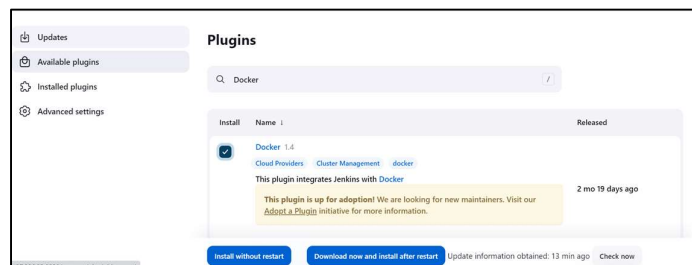 Updates
Available plugins
Installed plugins
Advanced settings
Plugins
Docker
/
Install Name ↓ Released
Docker 1.4
Cloud Providers Cluster Management docker
This plugin integrates Jenkins with Docker
This plugin is up for adoption! We are looking for new maintainers. Visit our
Adopt a Plugin initiative for more information.
2 mo 19 days ago
Install without restart Download now and install after restart Update information obtained: 13 min ago Check now